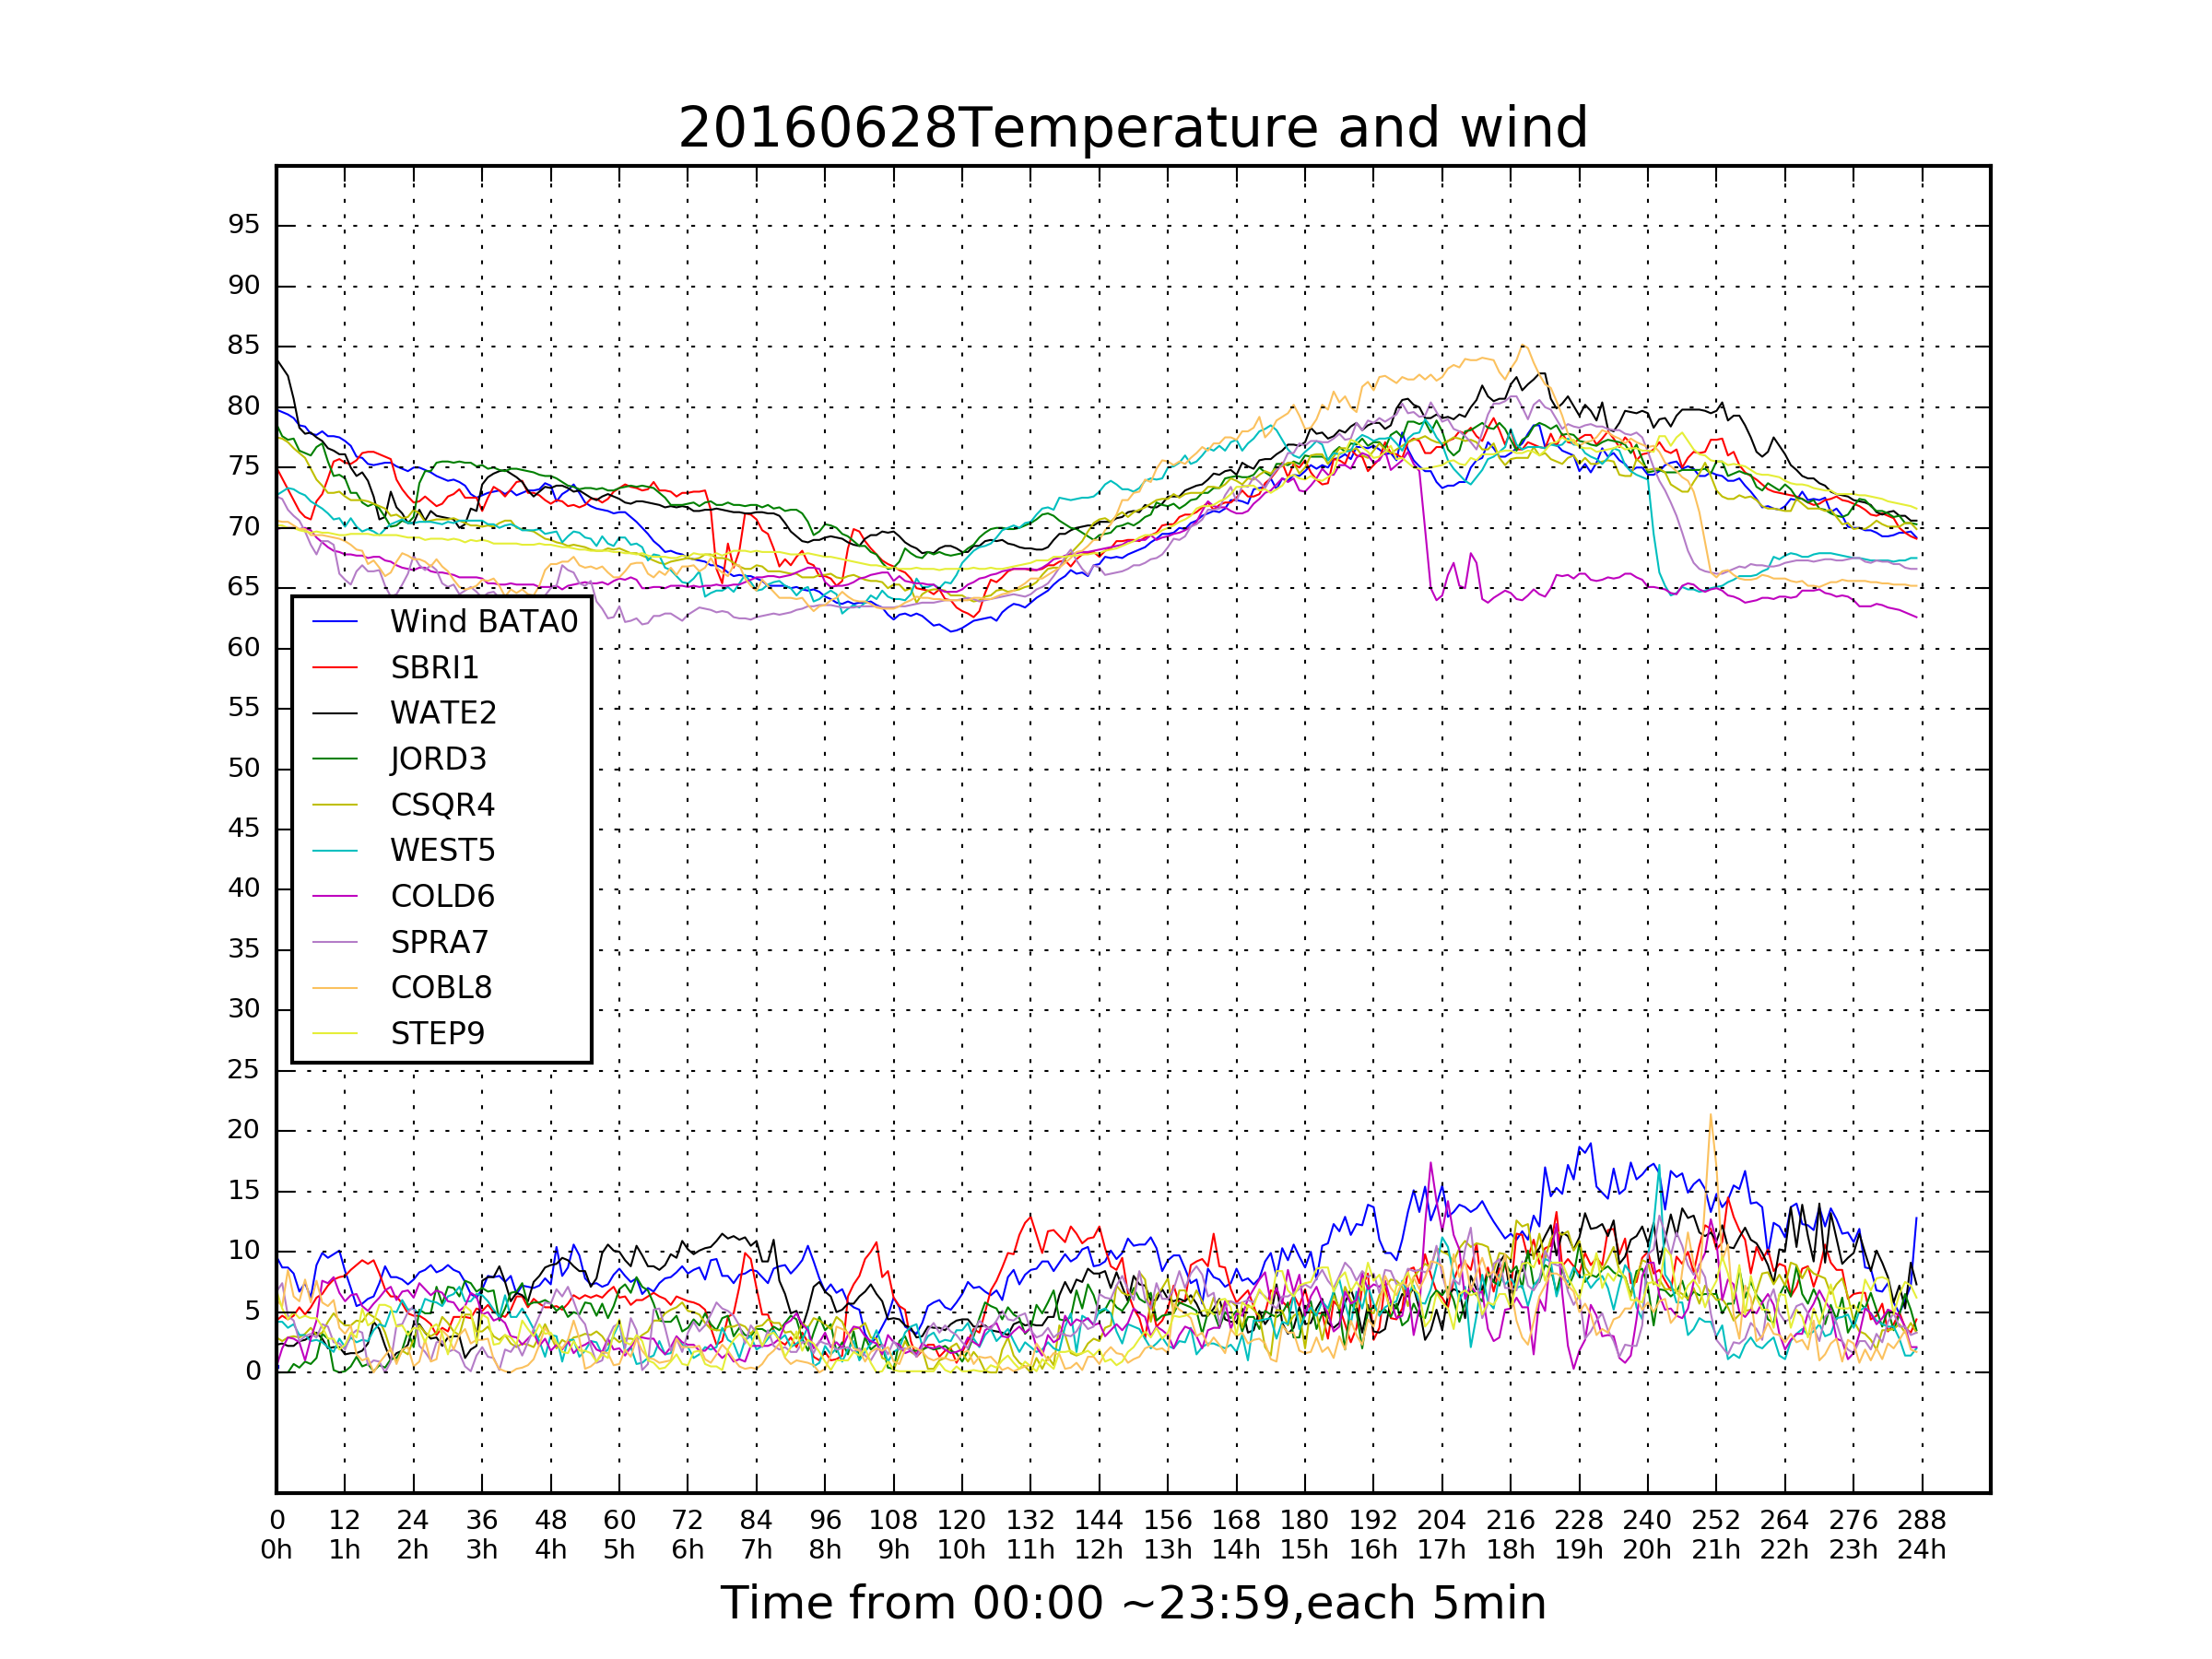 20160628Temperature and wind
95
90
85
80
75
70
65
60
55
50
45
40
35
30
25
20
15
10
5
0
Wind BATA0
SBRI1
WATE2
JORD3
CSQR4
WEST5
COLD6
SPRA7
COBL8
STEP9
0 12 24 36 48 60 72 84 96 108 120 132 144 156 168 180 192 204 216 228 240 252 264 276 288
0h 1h 2h 3h 4h 5h 6h 7h 8h 9h 10h 11h 12h 13h 14h 15h 16h 17h 18h 19h 20h 21h 22h 23h 24h
Time from 00:00 ~23:59,each 5min